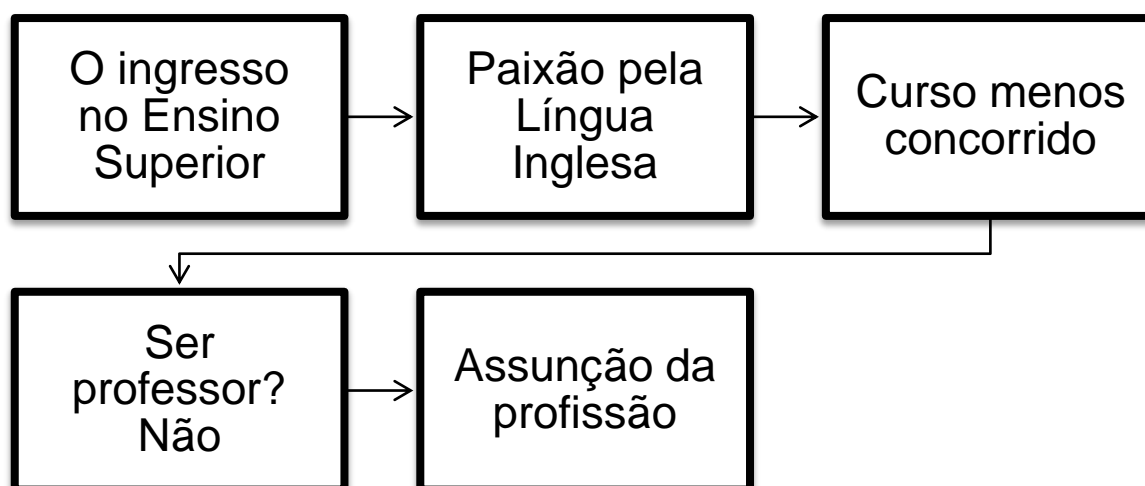 O ingresso
no Ensino
Superior
Paixão pela
Língua
Inglesa
Curso menos
concorrido
Ser
professor?
Não
Assunção da
profissão